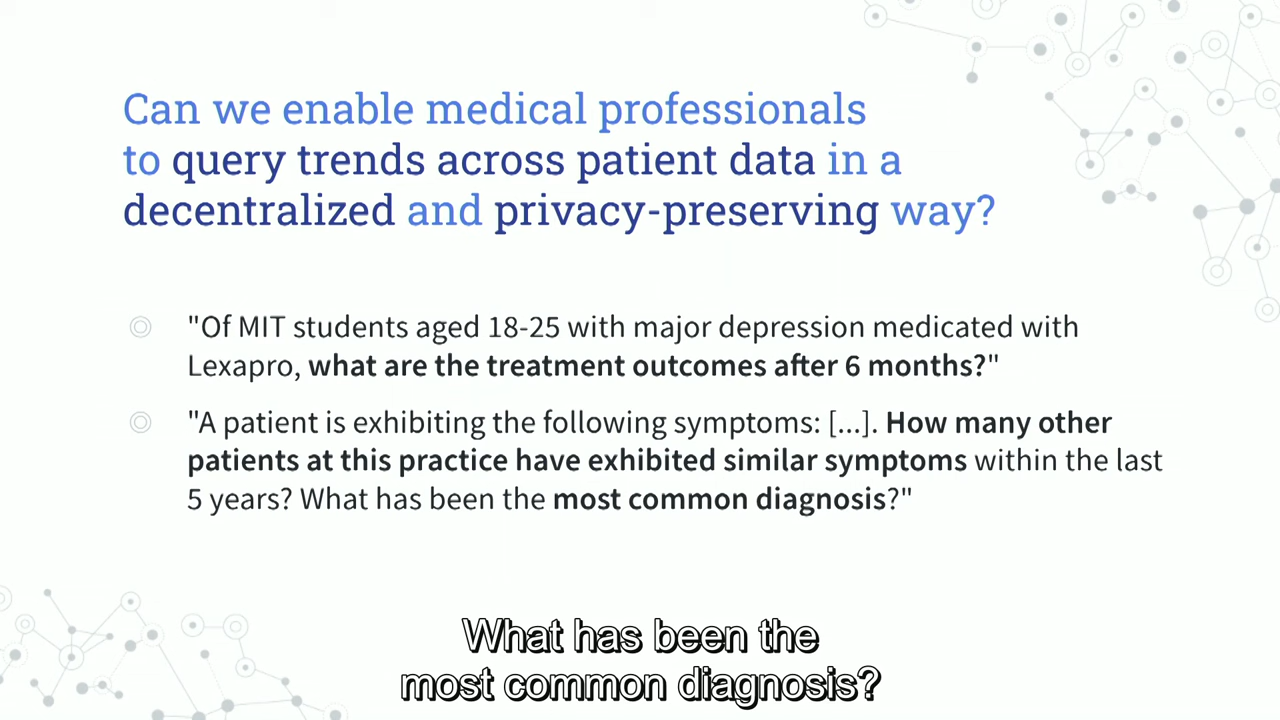 Can we enable medical professionals
to query trends across patient data in a
decentralized and privacy-preserving way?
"Of MIT students aged 18-25 with major depression medicated with
Lexapro, what are the treatment outcomes after 6 months?"
"A patient is exhibiting the following symptoms: [...]. How many other
patients at this practice have exhibited similar symptoms within the last
5 years? What has been the most common diagnosis?"
What has been the
most common diagnosis?